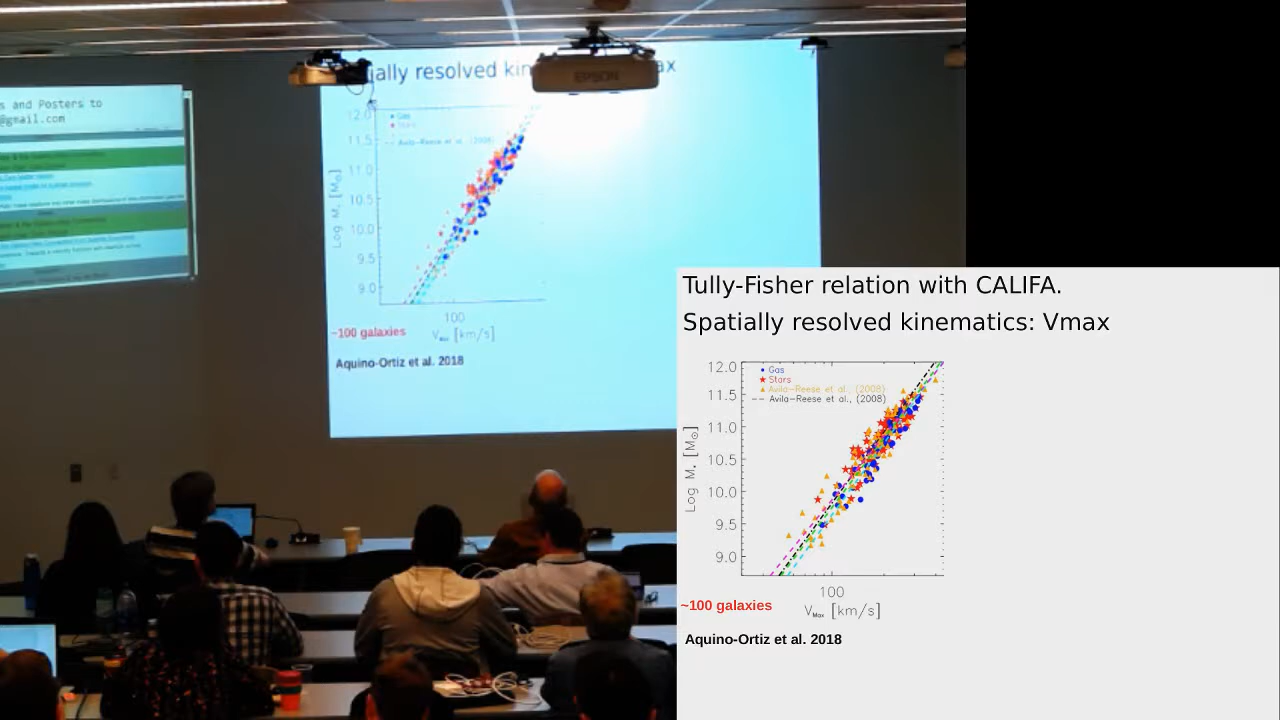 s and Posters to
@gmail.com
ially resolved kin
ax
EPSON
12.0
11.5
11.0
10.5
10.0
9.5
9.0
Gas
Stars
Avila-Reese et al. (2008)
Log M* [M⊙]
100
VMax [km/s]
~100 galaxies
Aquino-Ortiz et al. 2018
Tully-Fisher relation with CALIFA.
Spatially resolved kinematics: Vmax
12.0
11.5
11.0
10.5
10.0
9.5
9.0
Gas
Stars
Avila-Reese et al., (2008)
Avila-Reese et al., (2008)
Log M* [M⊙]
100
VMax [km/s]
~100 galaxies
Aquino-Ortiz et al. 2018